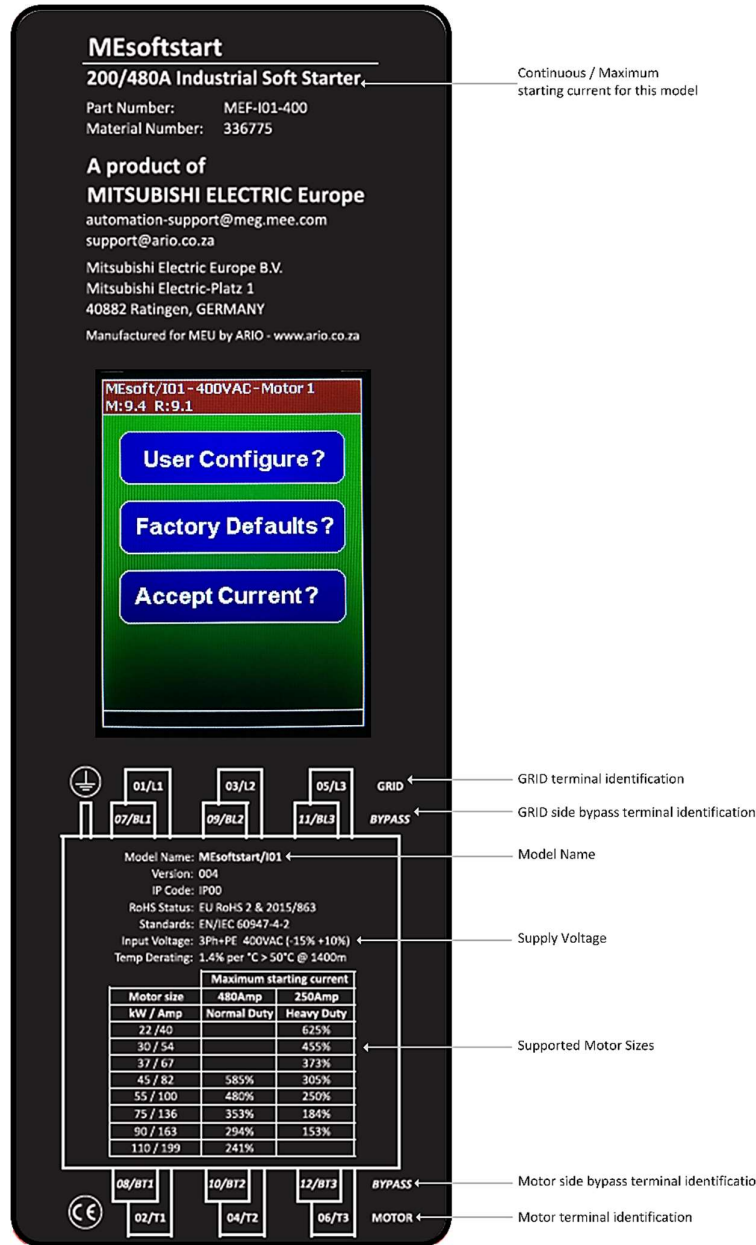 MEsoftstart
200/480A Industrial Soft Starter
Continuous / Maximum
starting current for this model
Part Number: MEF-I01-400
Material Number: 336775
A product of
MITSUBISHI ELECTRIC Europe
automation-support@meg.mee.com
support@ario.co.za
Mitsubishi Electric Europe B.V.
Mitsubishi Electric-Platz 1
40882 Ratingen, GERMANY
Manufactured for MEU by ARIO - www.ario.co.za
MEsoft/I01-400VAC-Motor 1
M:9.4 R:9.1
User Configure?
Factory Defaults?
Accept Current?
01/L1 03/L2 05/L3 GRID GRID terminal identification
07/BL1 09/BL2 11/BL3 BYPASS GRID side bypass terminal identification
Model Name: MEsoftstart/I01 Model Name
Version: 004
IP Code: IP00
RoHS Status: EU RoHS 2 & 2015/863
Standards: EN/IEC 60947-4-2
Input Voltage: 3Ph+PE 400VAC (-15% +10%) Supply Voltage
Temp Derating: 1.4% per °C > 50°C @ 1400m
Maximum starting current
Motor size 480Amp 250Amp
kW / Amp Normal Duty Heavy Duty
22 /40 625%
30 / 54 455% Supported Motor Sizes
37 / 67 373%
45 / 82 585% 305%
55 / 100 480% 250%
75 / 136 353% 184%
90 / 163 294% 153%
110 / 199 241%
08/BT1 10/BT2 12/BT3 BYPASS Motor side bypass terminal identificatio
CE 02/T1 04/T2 06/T3 MOTOR Motor terminal identification